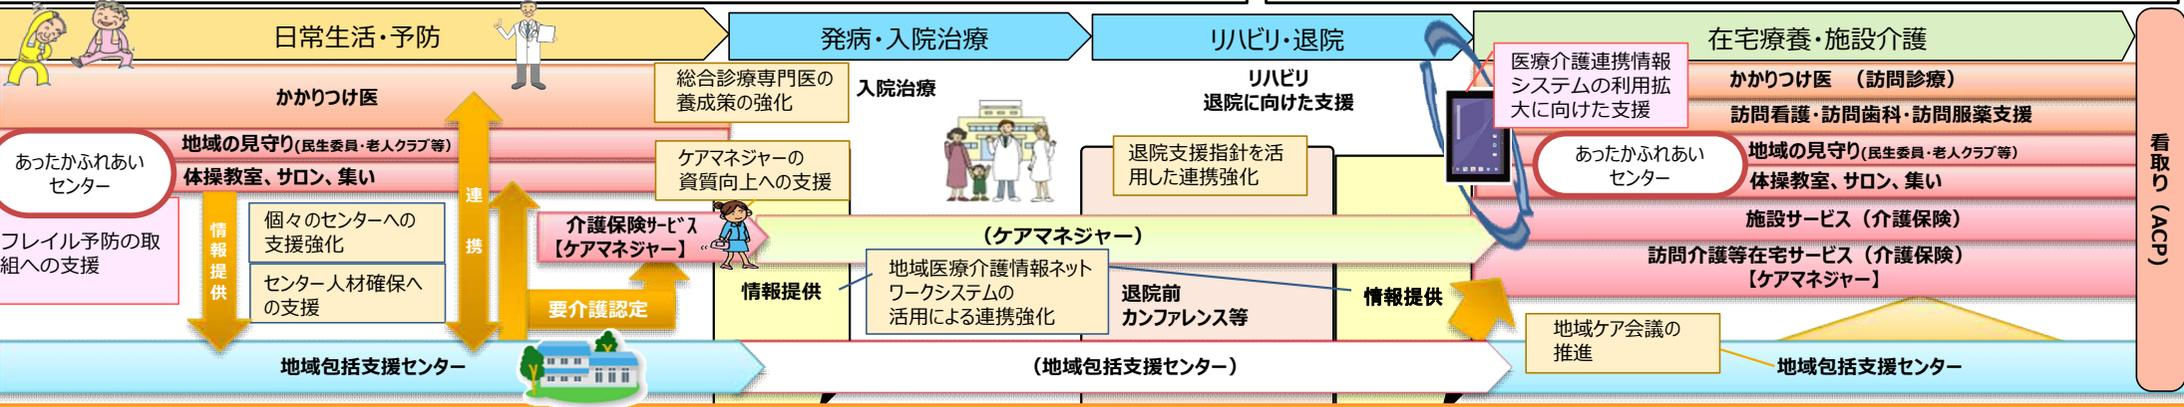 日常生活・予防
発病・入院治療
リハビリ・退院
在宅療養・施設介護
かかりつけ医
総合診療専門医の
養成策の強化
入院治療
リハビリ
退院に向けた支援
医療介護連携情報
システムの利用拡
大に向けた支援
かかりつけ医　（訪問診療）
訪問看護・訪問歯科・訪問服薬支援
あったかふれあい
センター
地域の見守り(民生委員・老人クラブ等)
体操教室、サロン、集い
ケアマネジャーの
資質向上への支援
退院支援指針を活
用した連携強化
あったかふれあい
センター
地域の見守り(民生委員・老人クラブ等)
体操教室、サロン、集い
看取り（ACP）
フレイル予防の取
組への支援
情報提供
個々のセンターへの
支援強化
センター人材確保へ
の支援
連携
介護保険サービス
【ケアマネジャー】
要介護認定
（ケアマネジャー）
情報提供
地域医療介護情報ネット
ワークシステムの
活用による連携強化
退院前
カンファレンス等
情報提供
施設サービス（介護保険）
訪問介護等在宅サービス（介護保険）
【ケアマネジャー】
地域ケア会議の
推進
地域包括支援センター
（地域包括支援センター）
地域包括支援センター